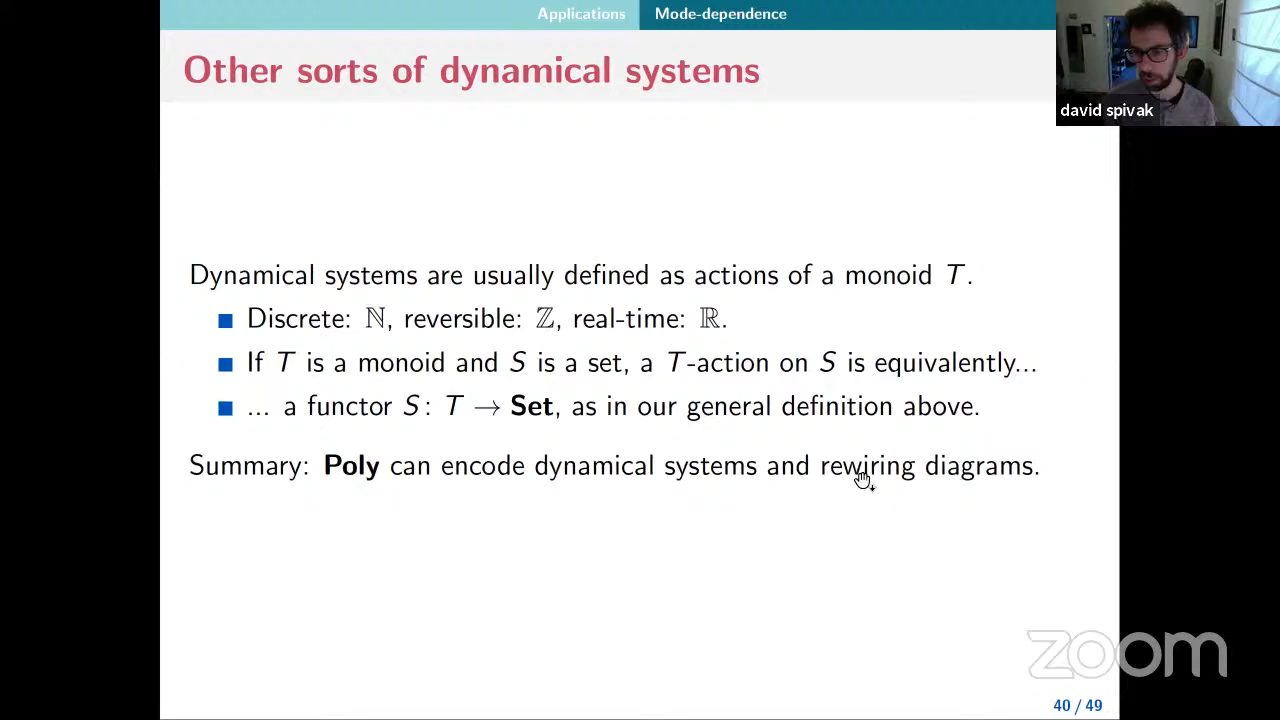 Applications Mode-dependence
Other sorts of dynamical systems
david spivak
Dynamical systems are usually defined as actions of a monoid T.
■ Discrete: ℕ, reversible: ℤ, real-time: ℝ.
■ If T is a monoid and S is a set, a T-action on S is equivalently...
■ ... a functor S: T → Set, as in our general definition above.
Summary: Poly can encode dynamical systems and rewiring diagrams.
zoom
40 / 49